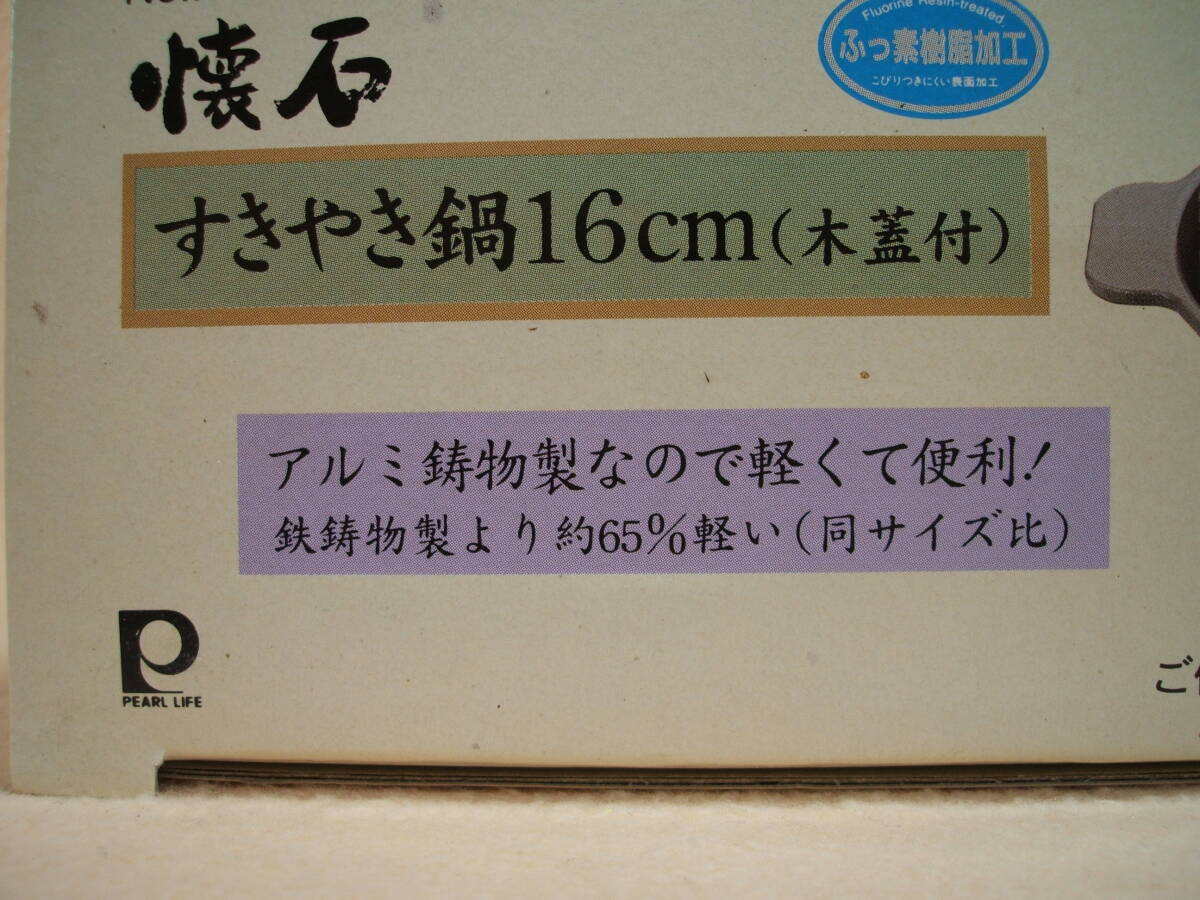 懐石
Fluorine Resin-treated.
ふっ素樹脂加工
こびりつきにくい表面加工
すきやき鍋16cm(木蓋付)
アルミ鋳物製なので軽くて便利!
鉄鋳物製より約65%軽い(同サイズ比)
PEARL LIFE
ご